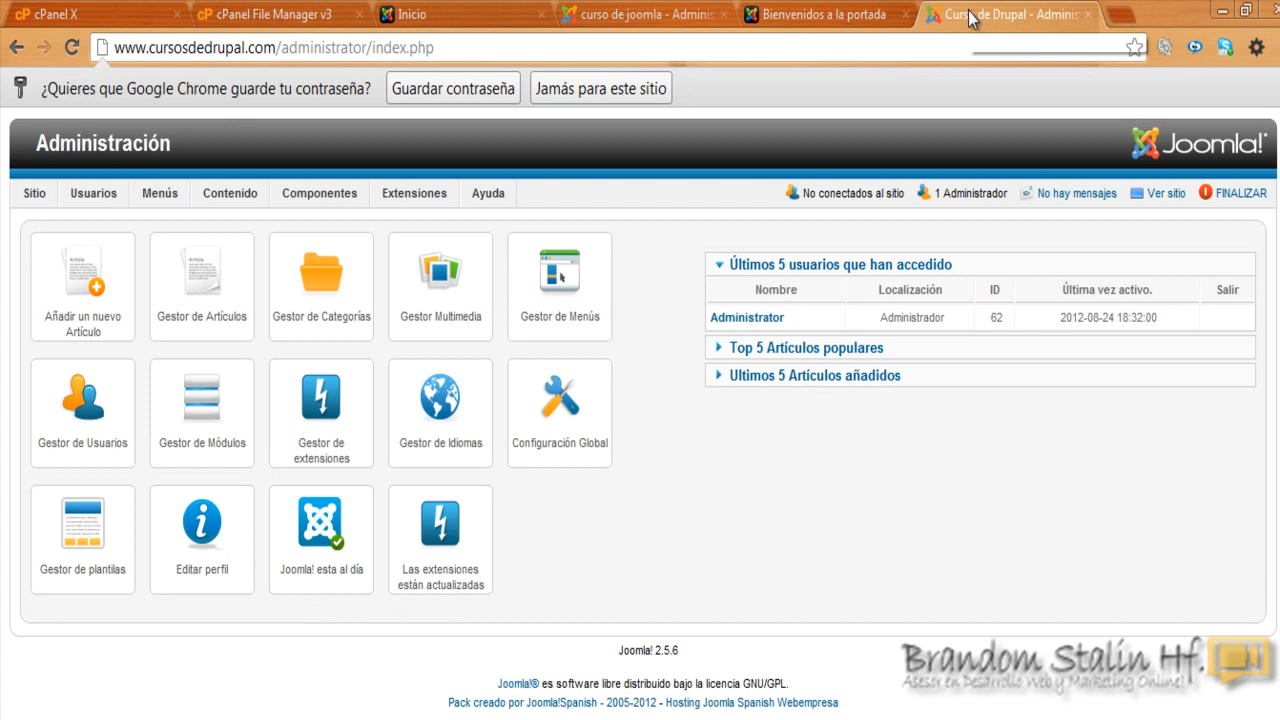 cPanel X
cPanel File Manager v3
Inicio
curso de joomla - Adminis
Bienvenidos a la portada
Curso de Drupal - Adminis
www.cursosdedrupal.com/administrator/index.php
¿Quieres que Google Chrome guarde tu contraseña?
Guardar contraseña
Jamás para este sitio
Administración
Joomla!
Sitio
Usuarios
Menús
Contenido
Componentes
Extensiones
Ayuda
No conectados al sitio
1 Administrador
No hay mensajes
Ver sitio
FINALIZAR
Añadir un nuevo
Artículo
Gestor de Artículos
Gestor de Categorías
Gestor Multimedia
Gestor de Menús
Gestor de Usuarios
Gestor de Módulos
Gestor de
extensiones
Gestor de Idiomas
Configuración Global
Gestor de plantilas
Editar perfil
Joomla! esta al día
Las extensiones
están actualizadas
Últimos 5 usuarios que han accedido
Nombre Localización ID Última vez activo. Salir
Administrator Administrador 62 2012-08-24 18:32:00
Top 5 Artículos populares
Ultimos 5 Artículos añadidos
Joomla! 2.5.6
Joomla!® es software libre distribuido bajo la licencia GNU/GPL.
Pack creado por Joomla!Spanish - 2005-2012 - Hosting Joomla Spanish Webempresa
Brandom Stalin Hf.
Asesor en Desarrollo Web y Marketing Online!